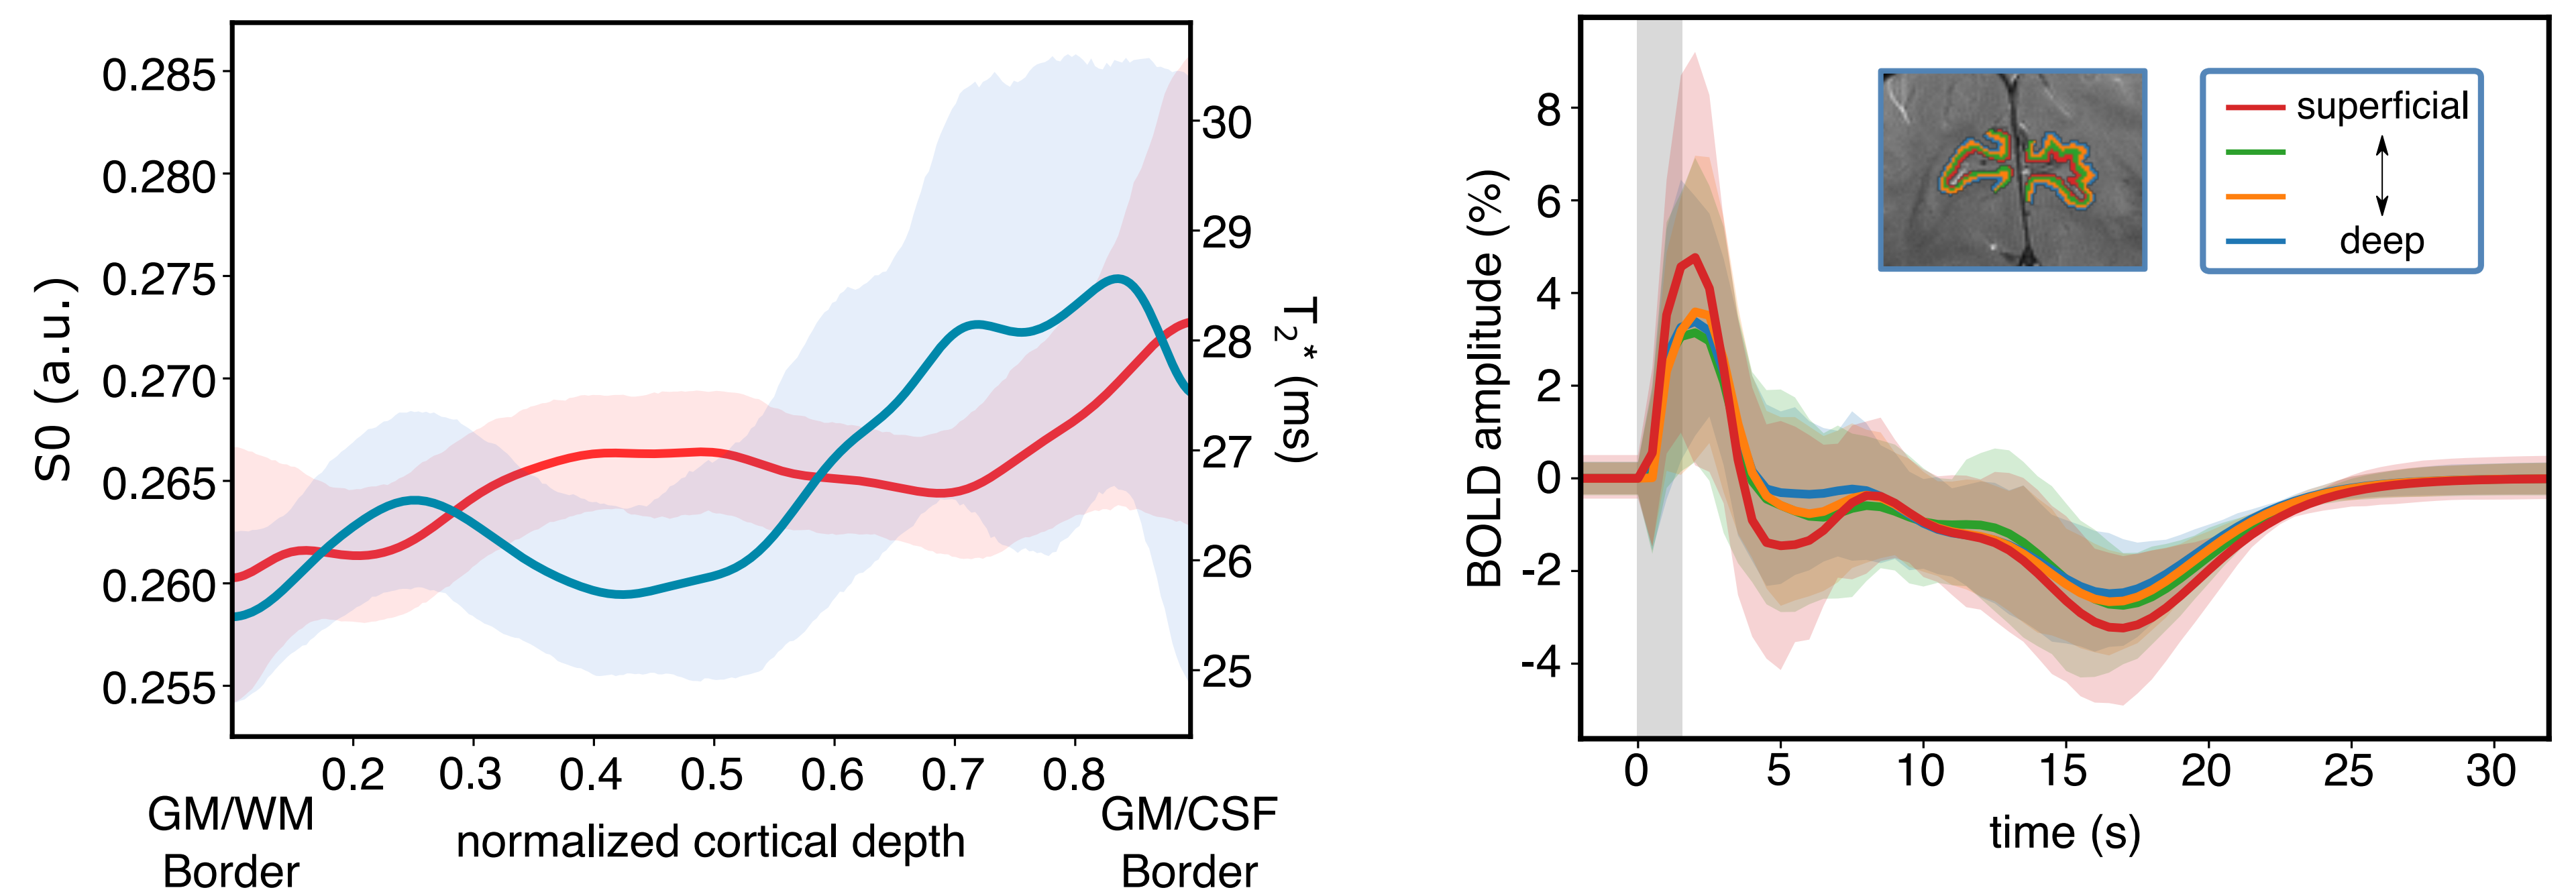 S0 (a.u.)
0.285
0.280
0.275
0.270
0.265
0.260
0.255
30
29
28
27
26
25
T2* (ms)
0.2 0.3 0.4 0.5 0.6 0.7 0.8
GM/WM
Border
normalized cortical depth
GM/CSF
Border
BOLD amplitude (%)
8
6
4
2
0
-2
-4
superficial
deep
0 5 10 15 20 25 30
time (s)